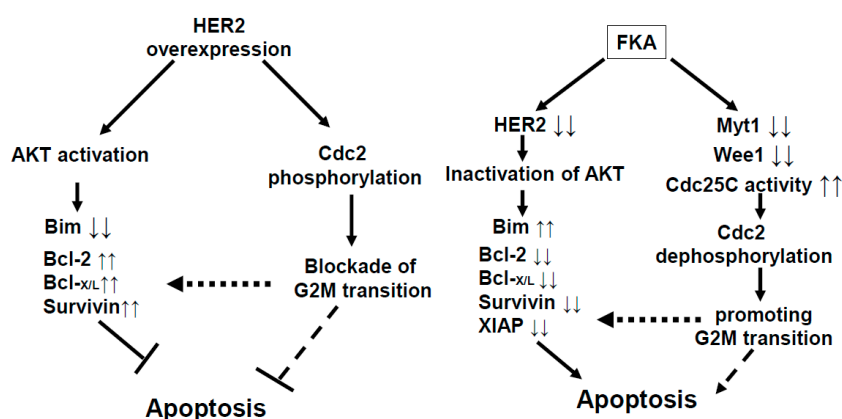 HER2
overexpression
AKT activation
Cdc2
phosphorylation
Bim ↓↓
Bcl-2 ↑↑
Bcl-X/L↑↑
Survivin↑↑
Blockade of
G2M transition
Apoptosis
FKA
HER2 ↓↓
Inactivation of AKT
Bim ↑↑
Bcl-2 ↓↓
Bcl-X/L ↓↓
Survivin ↓↓
XIAP ↓↓
Myt1 ↓↓
Wee1 ↓↓
Cdc25C activity ↑↑
Cdc2
dephosphorylation
promoting
G2M transition
Apoptosis